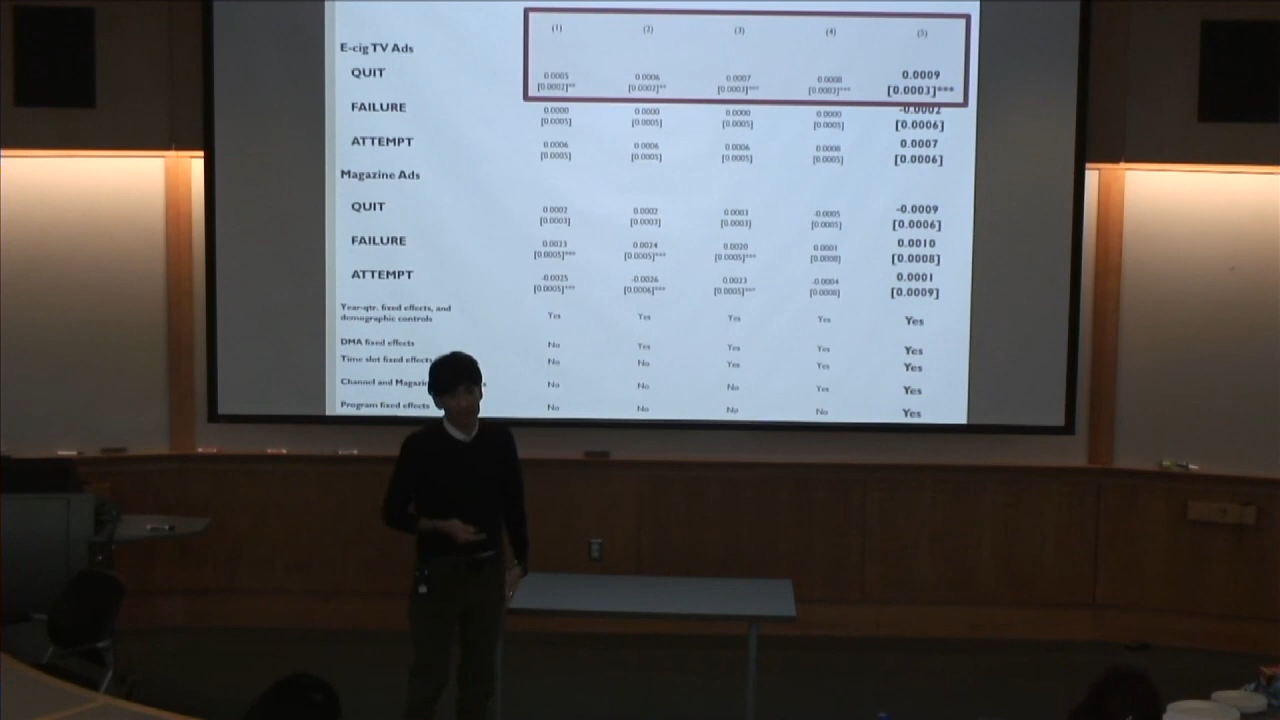 (1) (2) (3) (4) (5)
E-cig TV Ads
QUIT 0.0005 0.0006 0.0007 0.0008 0.0009
[0.0002]** [0.0002]** [0.0003]*** [0.0003]*** [0.0003]***
FAILURE 0.0000 0.0000 0.0000 0.0000 -0.0002
[0.0005] [0.0005] [0.0005] [0.0005] [0.0006]
ATTEMPT 0.0006 0.0006 0.0006 0.0008 0.0007
[0.0005] [0.0005] [0.0005] [0.0005] [0.0006]
Magazine Ads
QUIT 0.0002 0.0002 0.0003 -0.0005 -0.0009
[0.0003] [0.0003] [0.0003] [0.0005] [0.0006]
FAILURE 0.0023 0.0024 0.0020 0.0001 0.0010
[0.0005]*** [0.0005]*** [0.0005]*** [0.0008] [0.0008]
ATTEMPT -0.0025 -0.0026 0.0023 -0.0004 0.0001
[0.0005]*** [0.0006]*** [0.0005]*** [0.0008] [0.0009]
Year-qtr. fixed effects, and
demographic controls Yes Yes Yes Yes Yes
DMA fixed effects No Yes Yes Yes Yes
Time slot fixed effects No No Yes Yes Yes
Channel and No No No Yes Yes
Program fixed effects No No No No Yes